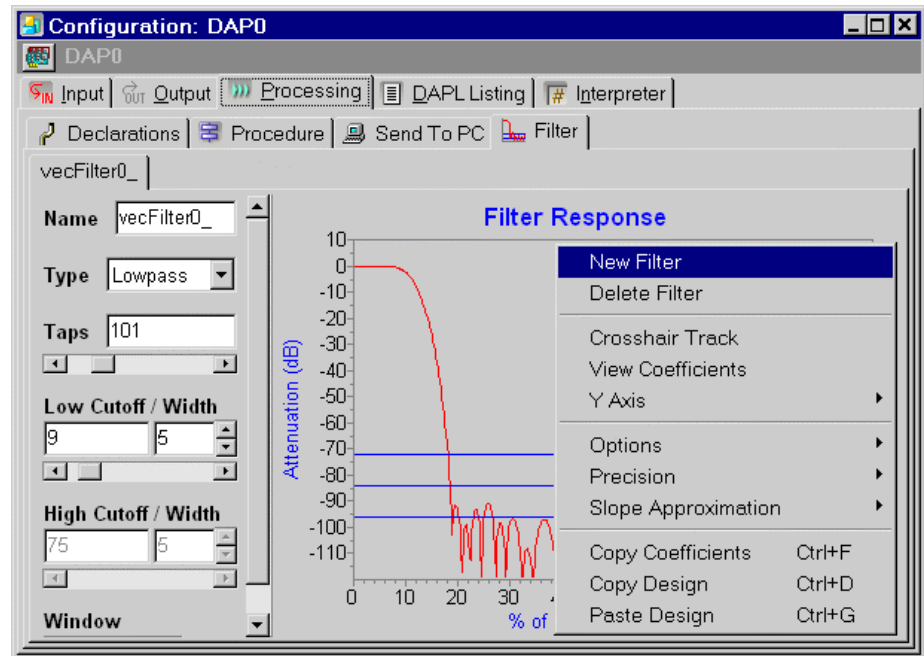 Configuration: DAP0
DAP0
IN Input OUT Output Processing DAPL Listing # Interpreter
Declarations Procedure Send To PC Filter
vecFilter0_
Name vecFilter0_
Type Lowpass
Taps 101
Low Cutoff / Width
9 5
High Cutoff / Width
75 5
Window
Filter Response
Attenuation (dB)
10
0
-10
-20
-30
-40
-50
-60
-70
-80
-90
-100
-110
0 10 20 30
% of
New Filter
Delete Filter
Crosshair Track
View Coefficients
Y Axis
Options
Precision
Slope Approximation
Copy Coefficients Ctrl+F
Copy Design Ctrl+D
Paste Design Ctrl+G